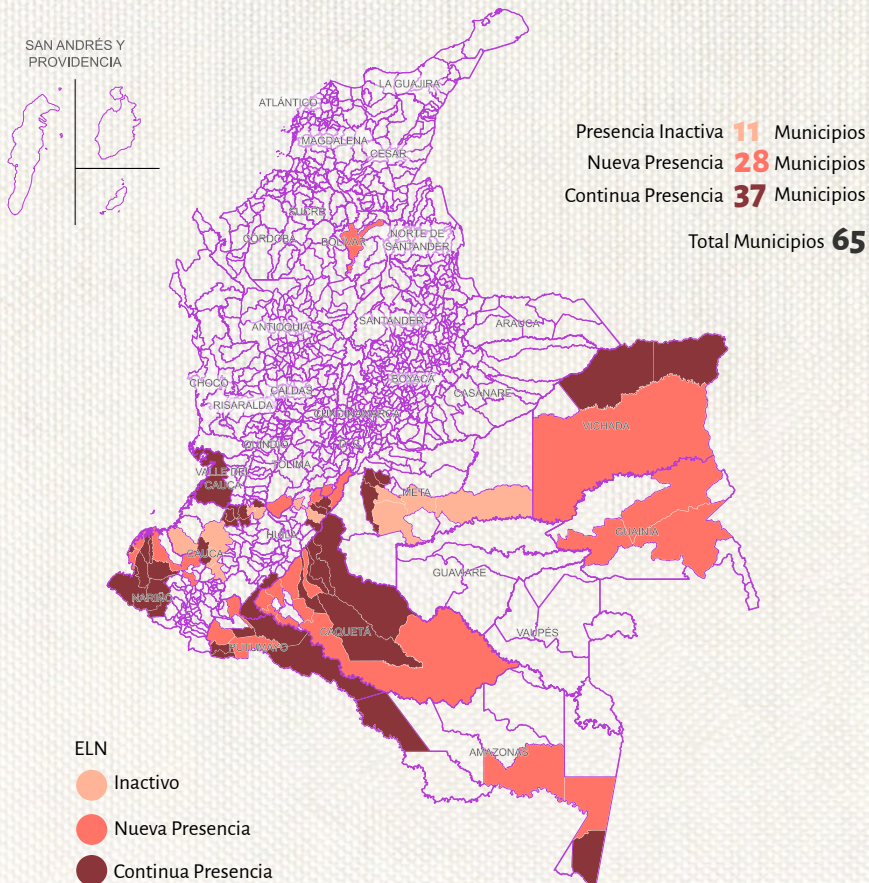 SAN ANDRÉS Y
PROVIDENCIA
LA GUAJIRA
ATLÁNTICO
MAGDALENA
CESAR
Presencia Inactiva 11 Municipios
Nueva Presencia 28 Municipios
Continua Presencia 37 Municipios
Total Municipios 65
SUCRE
CÓRDOBA
BOLÍVAR
NORTE DE
SANTANDER
ANTIOQUIA
SANTANDER
ARAUCA
CHOCÓ
CALDAS
BOYACÁ
CASANARE
RISARALDA
CUNDINAMARCA
VICHADA
QUINDÍO
TOLIMA
VALLE DEL
CAUCA
META
HUILA
GUAINÍA
CAUCA
GUAVIARE
NARIÑO
CAQUETÁ
VAUPÉS
PUTUMAYO
AMAZONAS
ELN
Inactivo
Nueva Presencia
Continua Presencia